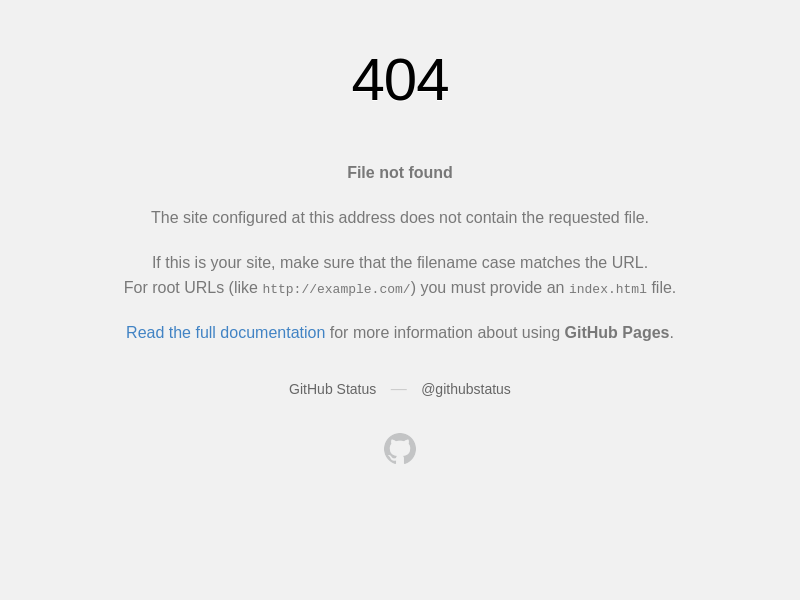 404
File not found
The site configured at this address does not contain the requested file.
If this is your site, make sure that the filename case matches the URL.
For root URLs (like http://example.com/) you must provide an index.html file.
Read the full documentation for more information about using GitHub Pages.
GitHub Status — @githubstatus